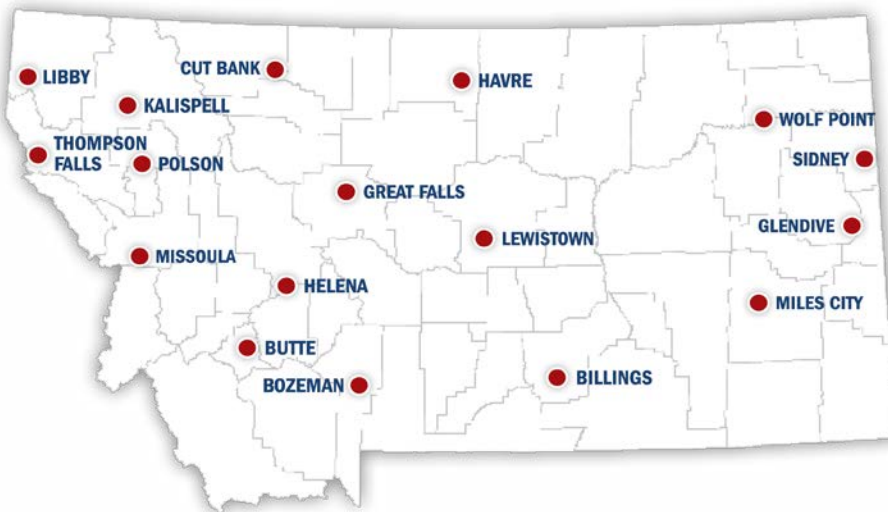 CUT BANK
LIBBY
HAVRE
KALISPELL
WOLF POINT
THOMPSON
FALLS
POLSON
SIDNEY
GREAT FALLS
GLENDIVE
LEWISTOWN
MISSOULA
HELENA
MILES CITY
BUTTE
BOZEMAN
BILLINGS